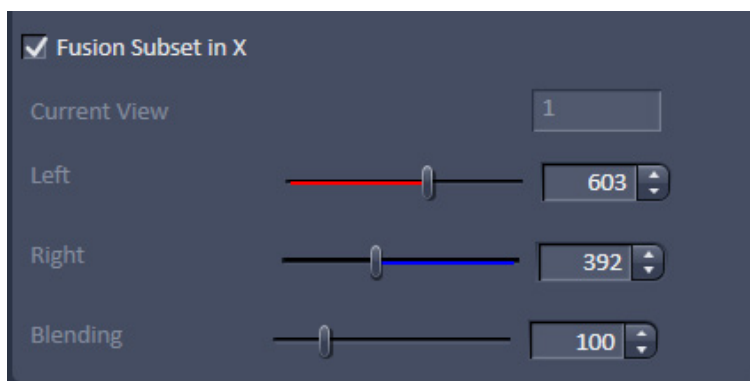 Fusion Subset in X
Current View 1
Left 603
Right 392
Blending 100